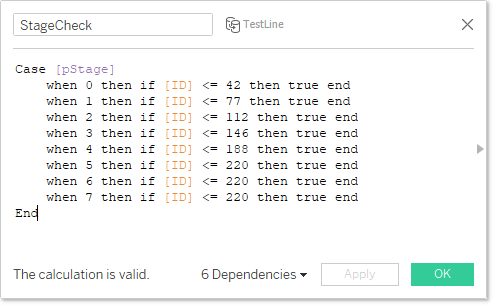 StageCheck
TestLine
Case [pStage]
when 0 then if [ID] <= 42 then true end
when 1 then if [ID] <= 77 then true end
when 2 then if [ID] <= 112 then true end
when 3 then if [ID] <= 146 then true end
when 4 then if [ID] <= 188 then true end
when 5 then if [ID] <= 220 then true end
when 6 then if [ID] <= 220 then true end
when 7 then if [ID] <= 220 then true end
End
The calculation is valid.
6 Dependencies
Apply
OK